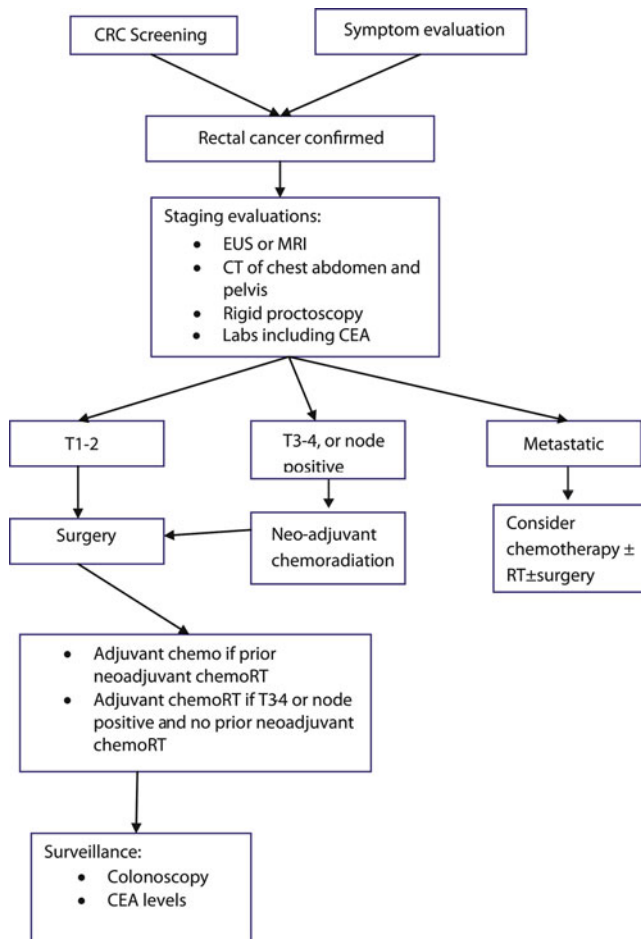 CRC Screening
Symptom evaluation
Rectal cancer confirmed
Staging evaluations:
• EUS or MRI
• CT of chest abdomen and
pelvis
• Rigid proctoscopy
• Labs including CEA
T1-2
T3-4, or node
positive
Metastatic
Surgery
Neo-adjuvant
chemoradiation
Consider
chemotherapy ±
RT±surgery
• Adjuvant chemo if prior
neoadjuvant chemoRT
• Adjuvant chemoRT if T3-4 or node
positive and no prior neoadjuvant
chemoRT
Surveillance:
• Colonoscopy
• CEA levels